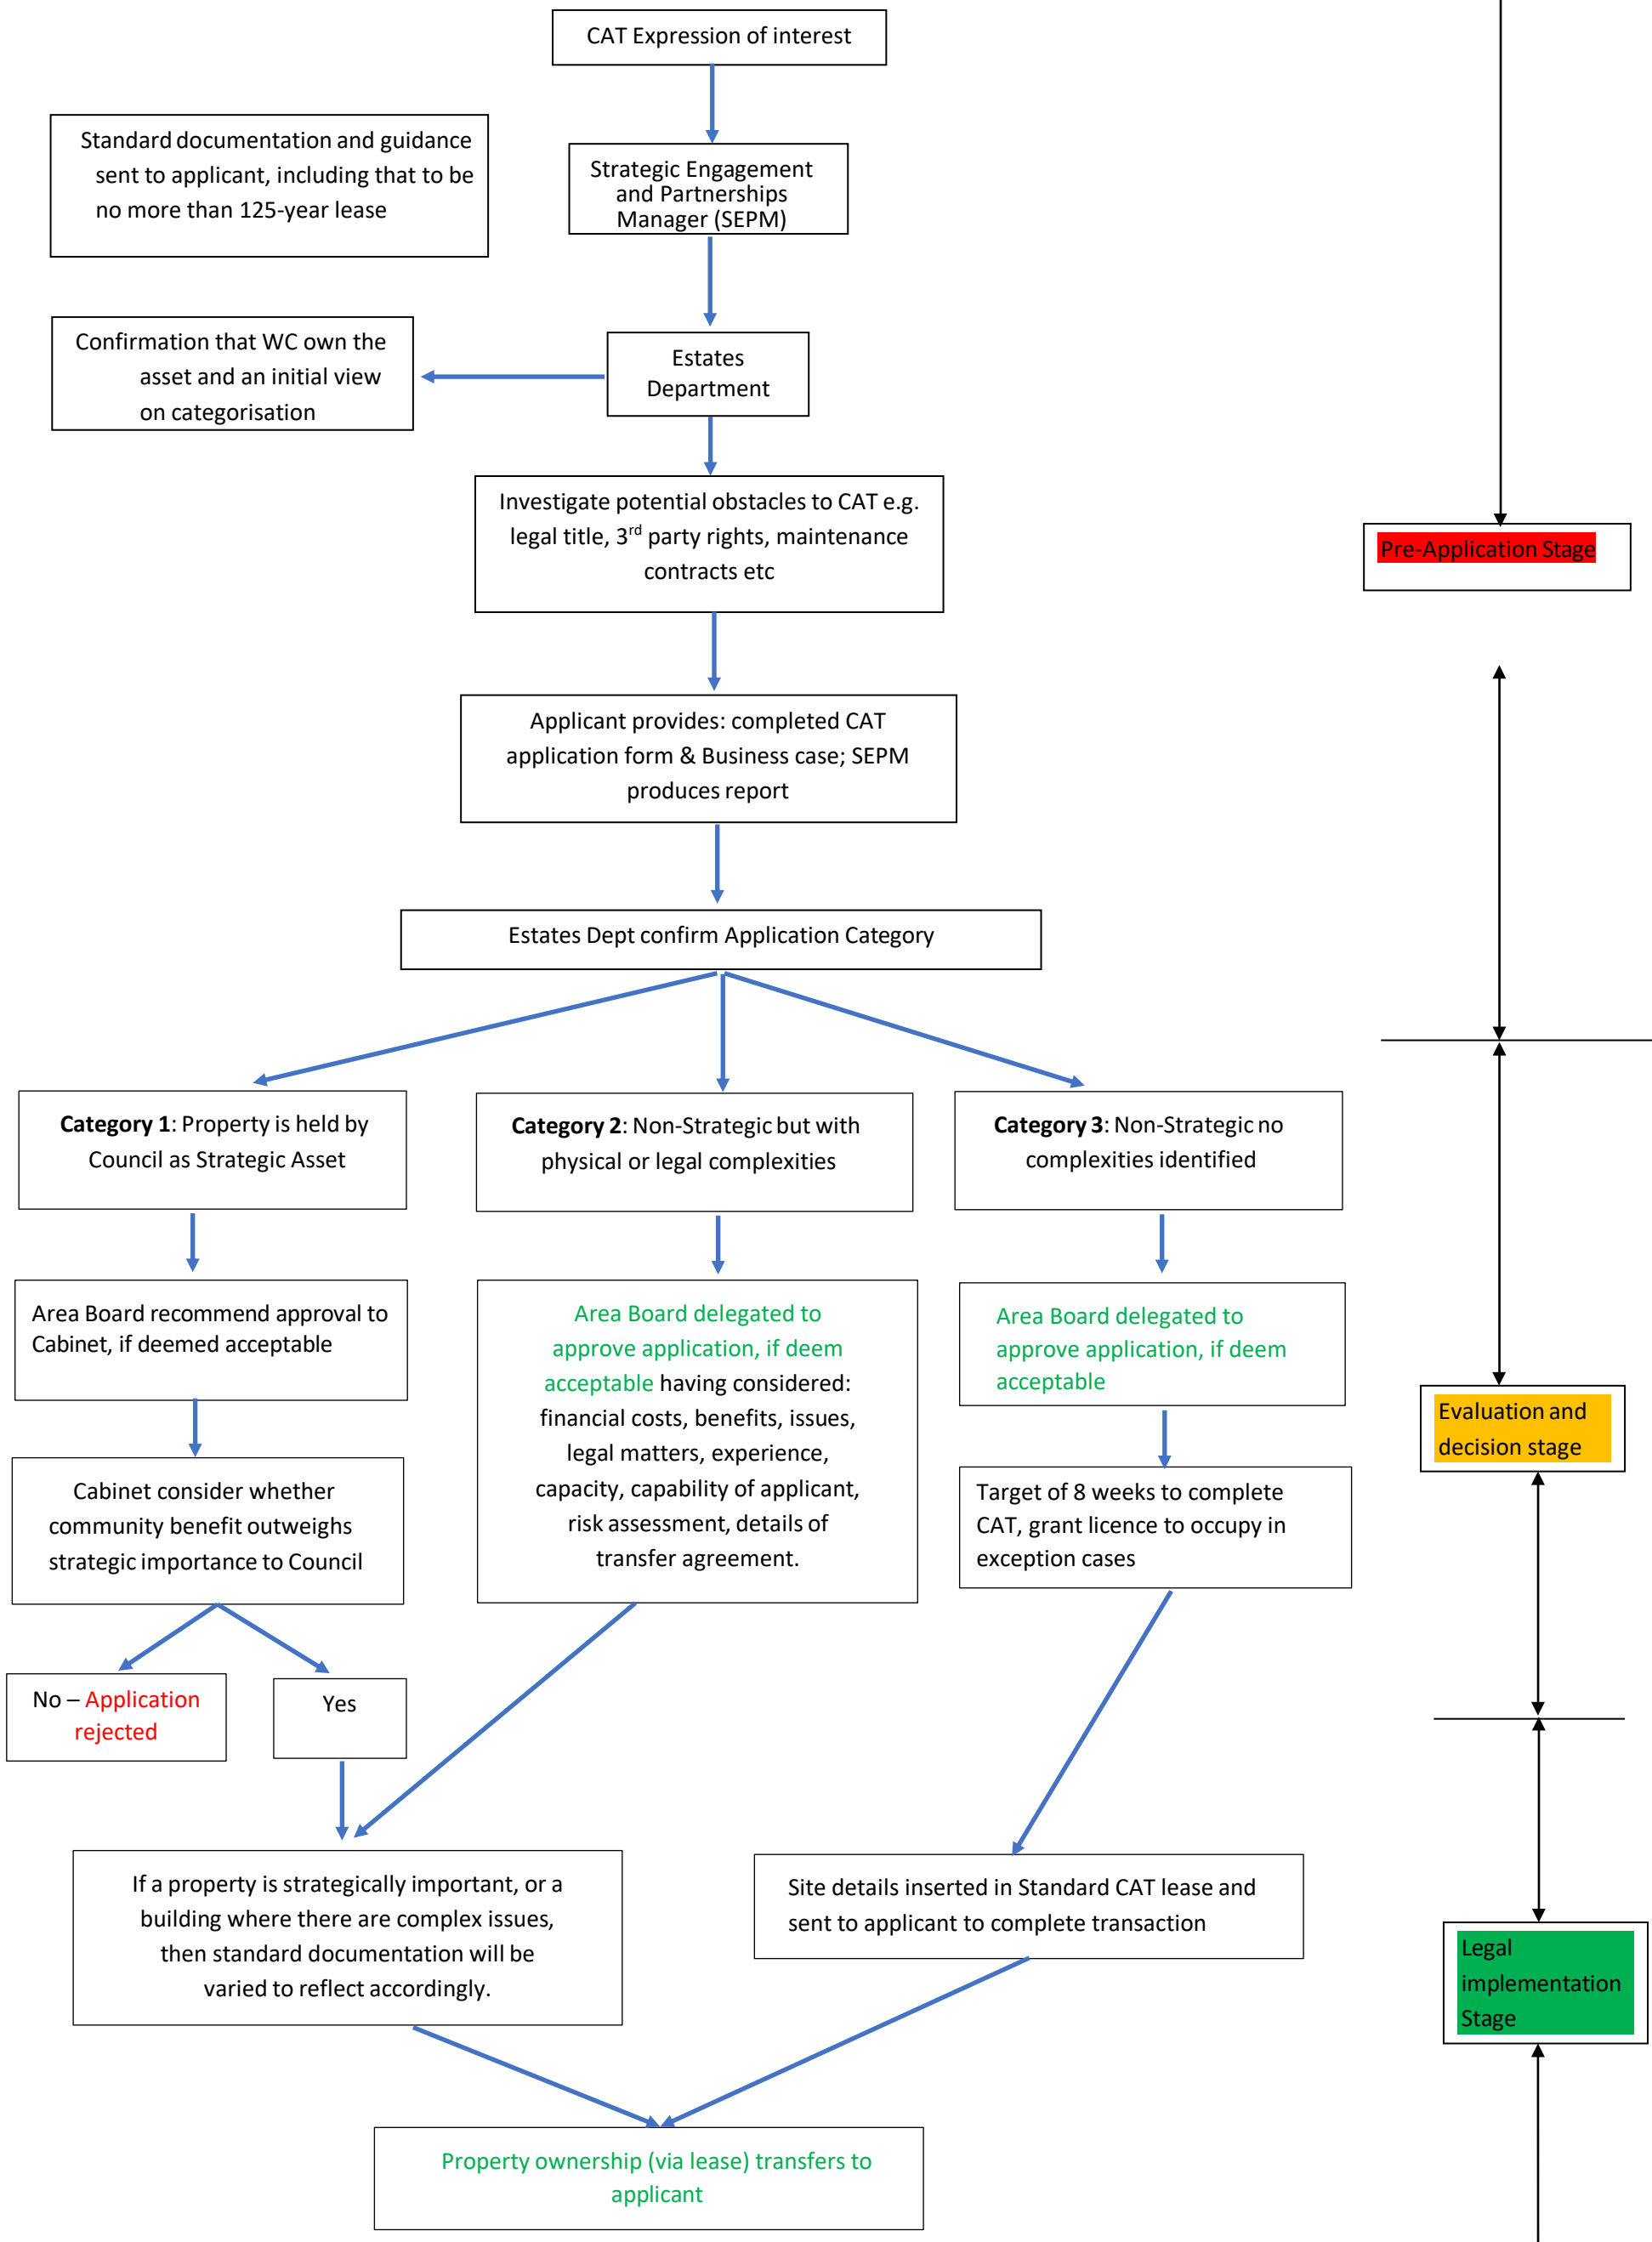 CAT Expression of interest
Standard documentation and guidance
sent to applicant, including that to be
no more than 125-year lease
Strategic Engagement
and Partnerships
Manager (SEPM)
Confirmation that WC own the
asset and an initial view
on categorisation
Estates
Department
Investigate potential obstacles to CAT e.g.
legal title, 3rd party rights, maintenance
contracts etc
Pre-Application Stage
Applicant provides: completed CAT
application form & Business case; SEPM
produces report
Estates Dept confirm Application Category
Category 1: Property is held by
Council as Strategic Asset
Category 2: Non-Strategic but with
physical or legal complexities
Category 3: Non-Strategic no
complexities identified
Area Board recommend approval to
Cabinet, if deemed acceptable
Area Board delegated to
approve application, if deem
acceptable having considered:
financial costs, benefits, issues,
legal matters, experience,
capacity, capability of applicant,
risk assessment, details of
transfer agreement.
Area Board delegated to
approve application, if deem
acceptable
Evaluation and
decision stage
Cabinet consider whether
community benefit outweighs
strategic importance to Council
Target of 8 weeks to complete
CAT, grant licence to occupy in
exception cases
No – Application
rejected
Yes
If a property is strategically important, or a
building where there are complex issues,
then standard documentation will be
varied to reflect accordingly.
Site details inserted in Standard CAT lease and
sent to applicant to complete transaction
Legal
implementation
Stage
Property ownership (via lease) transfers to
applicant